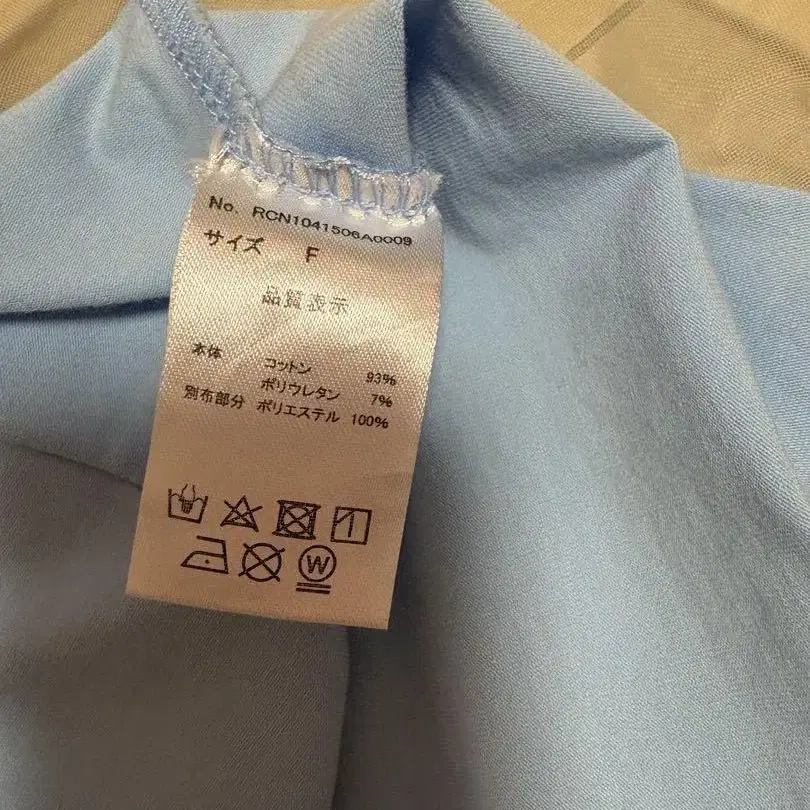 No. RCN1041506A0009
サイズ F
品質表示
本体 コットン 93%
ポリウレタン 7%
別布部分 ポリエステル 100%
W